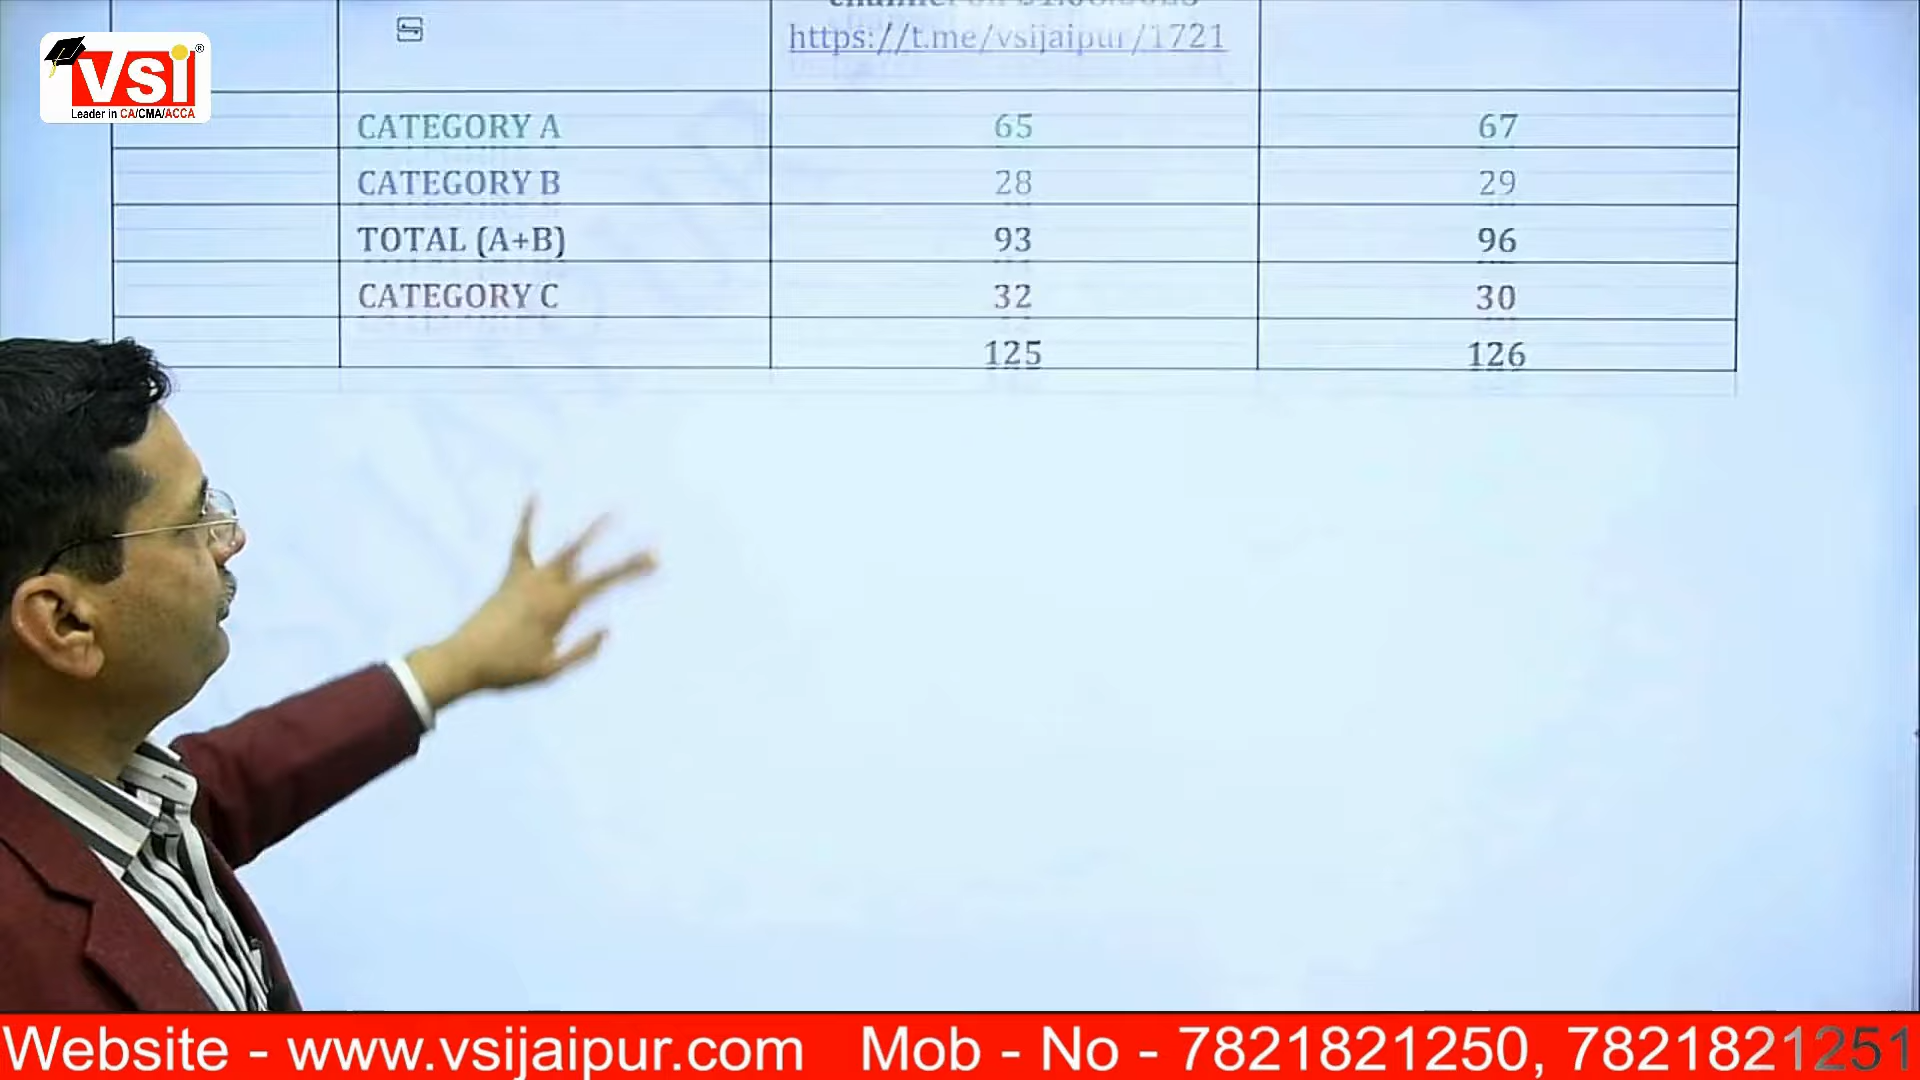 VSI®
Leader in CA/CMA/ACCA
https://t.me/vsijaipur/1721
CATEGORY A 65 67
CATEGORY B 28 29
TOTAL (A+B) 93 96
CATEGORY C 32 30
125 126
Website - www.vsijaipur.com Mob - No - 7821821250, 7821821251